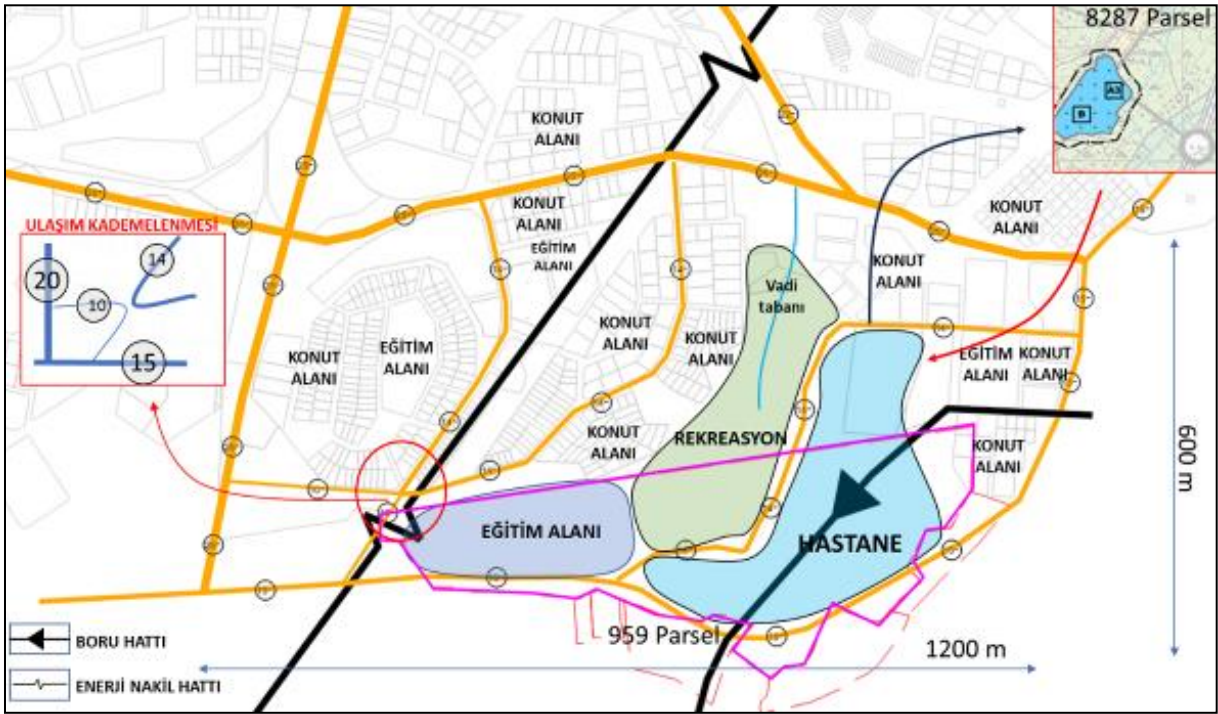 8287 Parsel
A3
B
KONUT
ALANI
KONUT
ALANI
EĞİTİM
ALANI
KONUT
ALANI
ULAŞIM KADEMELENMESİ
20
14
10
15
KONUT
ALANI
Vadi
tabanı
KONUT
ALANI
EĞİTİM
ALANI
KONUT
ALANI
KONUT
ALANI
EĞİTİM
ALANI
KONUT
ALANI
KONUT
ALANI
REKREASYON
KONUT
ALANI
600 m
EĞİTİM ALANI
HASTANE
959 Parsel
1200 m
BORU HATTI
ENERJİ NAKİL HATTI